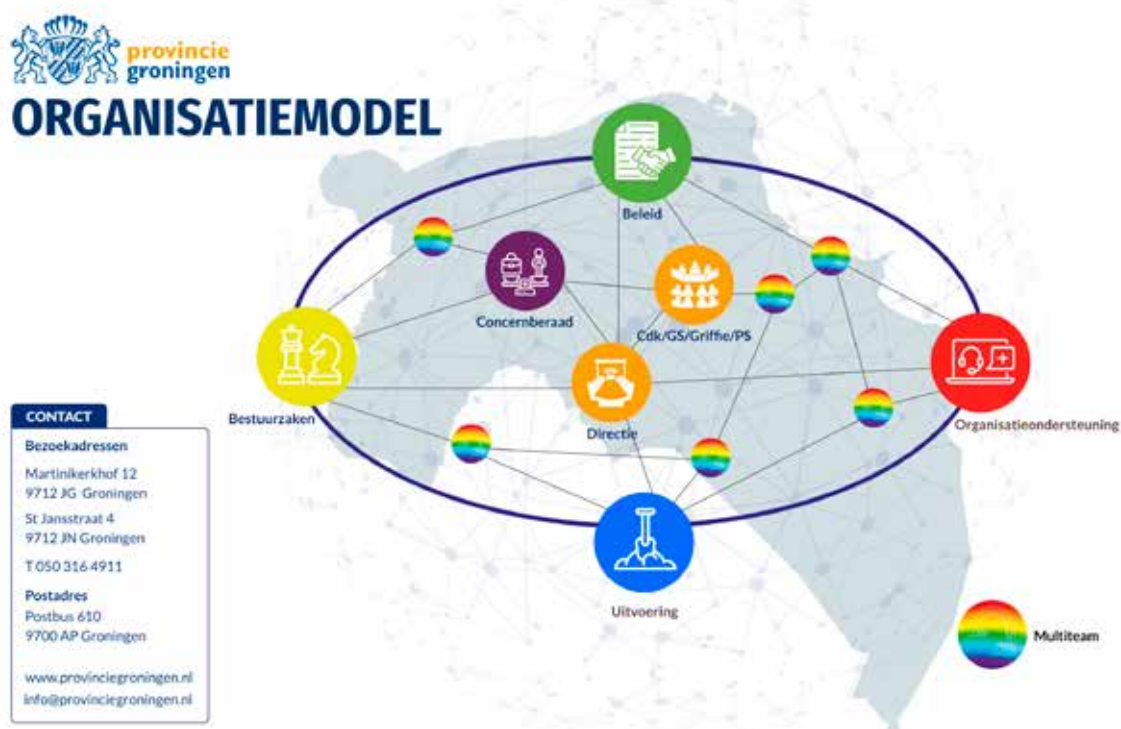 provincie
groningen
ORGANISATIEMODEL
Beleid
Concernberaad
Cdk/GS/Griffie/PS
Bestuurzaken
Directie
Organisatieondersteuning
Uitvoering
Multiteam
CONTACT
Bezoekadressen
Martinikerkhof 12
9712 JG Groningen
St Jansstraat 4
9712 JN Groningen
T 050 316 4911
Postadres
Postbus 610
9700 AP Groningen
www.provinciegroningen.nl
info@provinciegroningen.nl